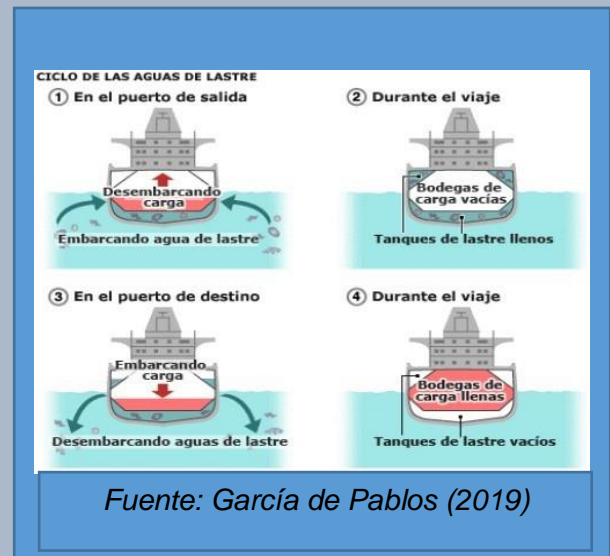 CICLO DE LAS AGUAS DE LASTRE
1 En el puerto de salida
Desembarcando
carga
Embarcando agua de lastre
2 Durante el viaje
Bodegas de
carga vacías
Tanques de lastre llenos
3 En el puerto de destino
Embarcando
carga
Desembarcando aguas de lastre
4 Durante el viaje
Bodegas de
carga llenas
Tanques de lastre vacíos
Fuente: García de Pablos (2019)